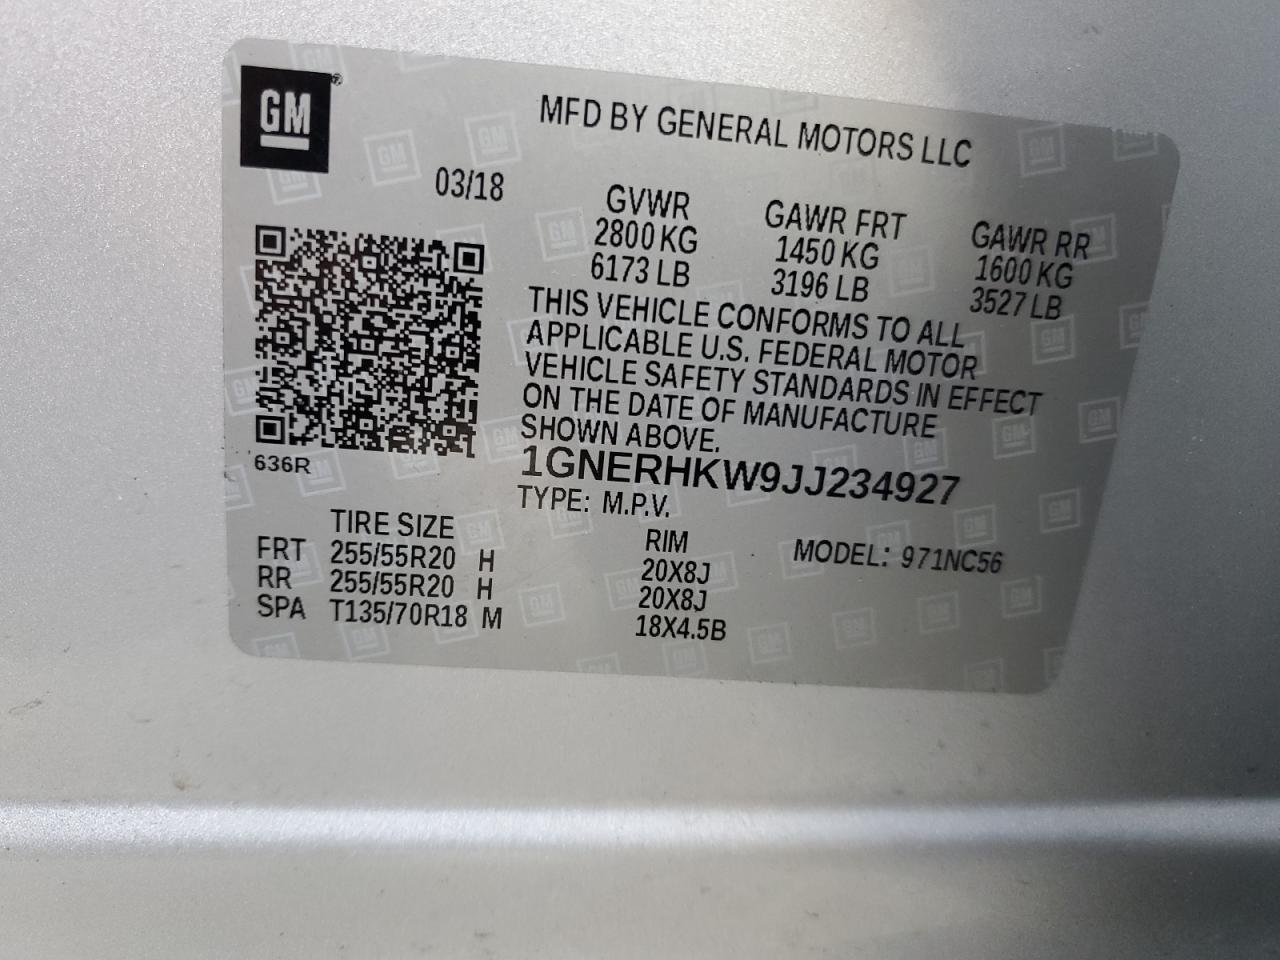 GM
MFD BY GENERAL MOTORS LLC
03/18
GVWR GAWR FRT GAWR RR
2800 KG 1450 KG 1600 KG
6173 LB 3196 LB 3527 LB
THIS VEHICLE CONFORMS TO ALL
APPLICABLE U.S. FEDERAL MOTOR
VEHICLE SAFETY STANDARDS IN EFFECT
ON THE DATE OF MANUFACTURE
SHOWN ABOVE.
636R
1GNERHKW9JJ234927
TYPE: M.P.V.
TIRE SIZE RIM MODEL: 971NC56
FRT 255/55R20 H 20X8J
RR 255/55R20 H 20X8J
SPA T135/70R18 M 18X4.5B